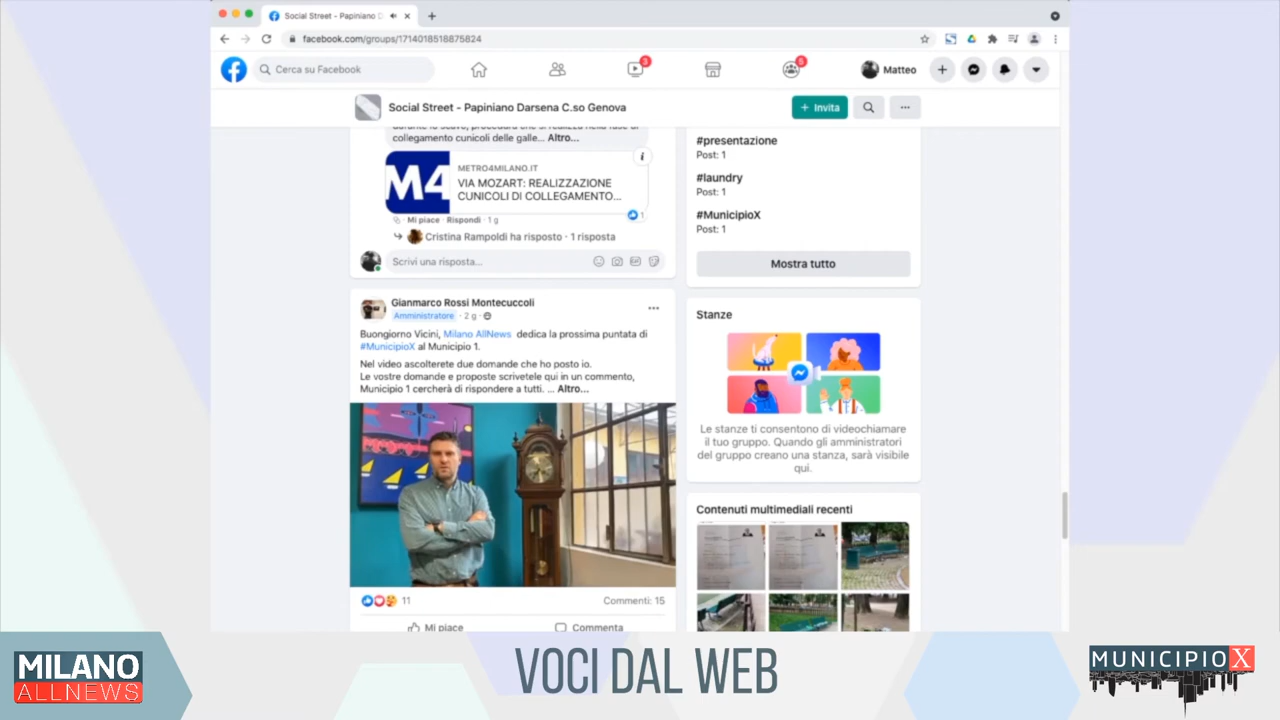 Social Street - Papiniano D
facebook.com/groups/1714018518875824
Cerca su Facebook
3
5
Matteo
Social Street - Papiniano Darsena C.so Genova
+ Invita
collegamento cunicoli delle galle... Altro...
METRO4MILANO.IT
M4
VIA MOZART: REALIZZAZIONE
CUNICOLI DI COLLEGAMENTO...
1
Mi piace · Rispondi · 1 g
Cristina Rampoldi ha risposto · 1 risposta
Scrivi una risposta...
Gianmarco Rossi Montecuccoli
Amministratore · 2 g
Buongiorno Vicini, Milano AllNews dedica la prossima puntata di
#MunicipioX al Municipio 1.
Nel video ascolterete due domande che ho posto io.
Le vostre domande e proposte scrivetele qui in un commento,
Municipio 1 cercherà di rispondere a tutti. ... Altro...
11
Commenti: 15
Mi piace
Commenta
#presentazione
Post: 1
#laundry
Post: 1
#MunicipioX
Post: 1
Mostra tutto
Stanze
Le stanze ti consentono di videochiamare
il tuo gruppo. Quando gli amministratori
del gruppo creano una stanza, sarà visibile
qui.
Contenuti multimediali recenti
MILANO
ALLNEWS
VOCI DAL WEB
MUNICIPIO X